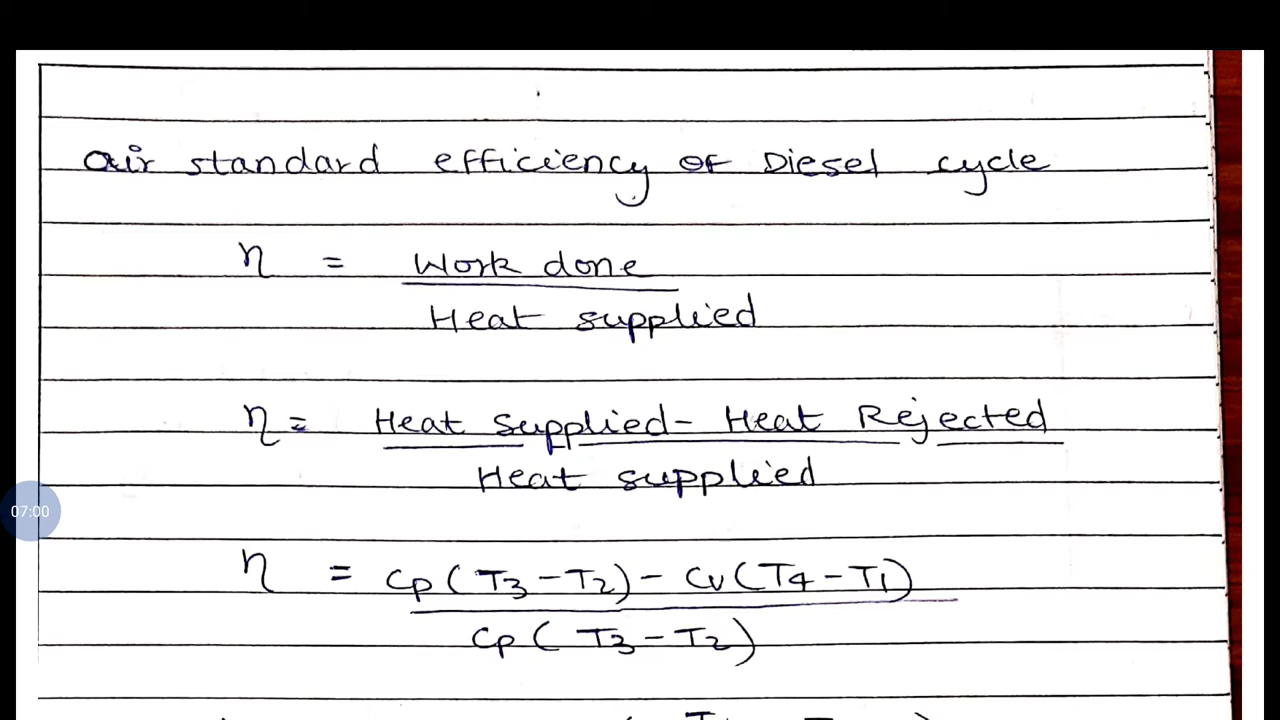 Air standard efficiency of Diesel cycle
η = Work done
Heat supplied
η = Heat Supplied - Heat Rejected
Heat supplied
07:00
η = Cp (T3 - T2) - Cv (T4 - T1)
Cp (T3 - T2)